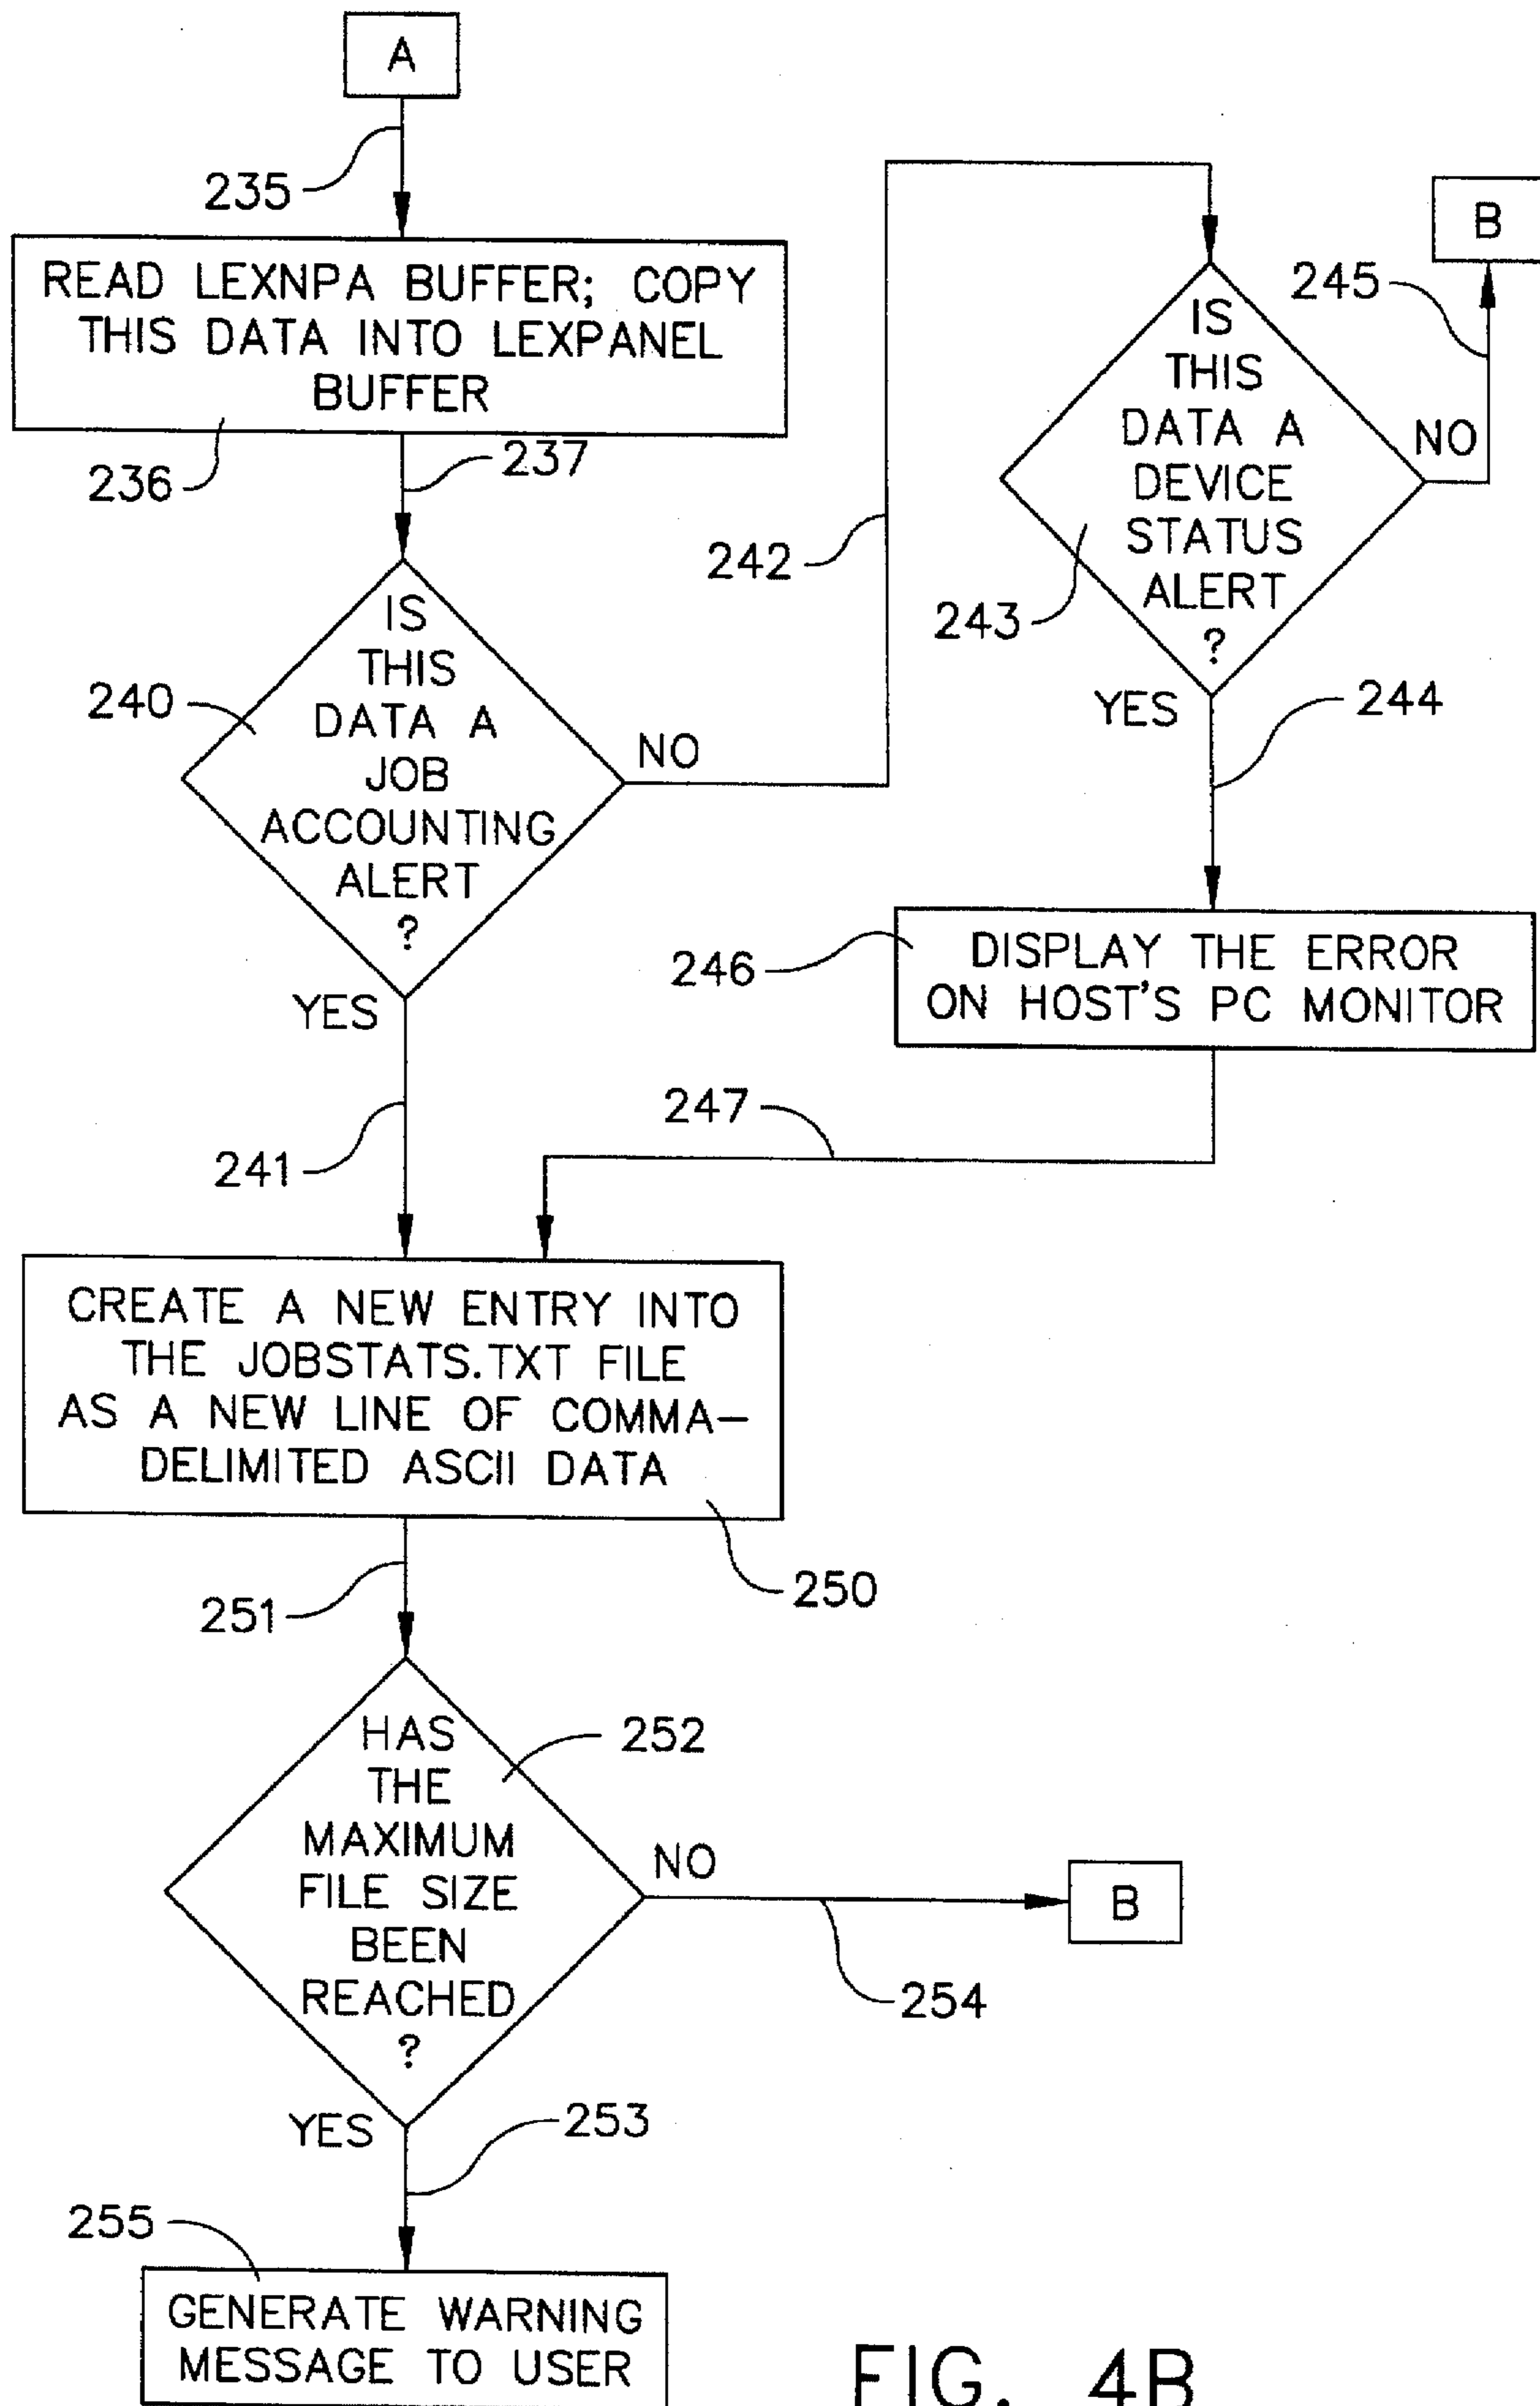 A
235
READ LEXNPA BUFFER; COPY
THIS DATA INTO LEXPANEL
BUFFER
236
237
240
IS
THIS
DATA A
JOB
ACCOUNTING
ALERT
?
NO
YES
241
242
B
245
IS
THIS
DATA A
DEVICE
STATUS
ALERT
?
NO
243
YES
244
246
DISPLAY THE ERROR
ON HOST'S PC MONITOR
247
CREATE A NEW ENTRY INTO
THE JOBSTATS.TXT FILE
AS A NEW LINE OF COMMA–
DELIMITED ASCII DATA
250
251
252
HAS
THE
MAXIMUM
FILE SIZE
BEEN
REACHED
?
NO
B
254
YES
253
255
GENERATE WARNING
MESSAGE TO USER
FIG. 4B